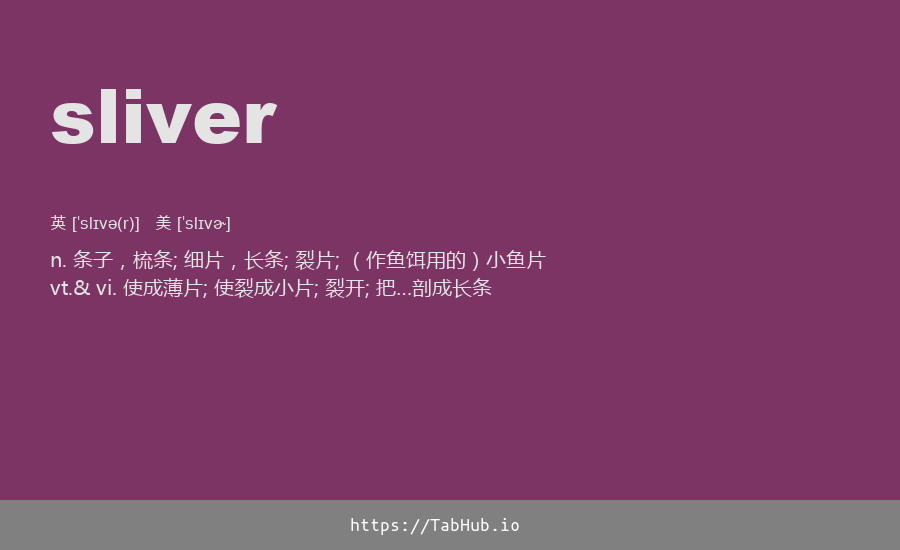 sliver
英 [ˈslɪvə(r)] 美 [ˈslɪvɚ]
n. 条子，梳条; 细片，长条; 裂片; （作鱼饵用的）小鱼片
vt.& vi. 使成薄片; 使裂成小片; 裂开; 把…剖成长条
https://TabHub.io